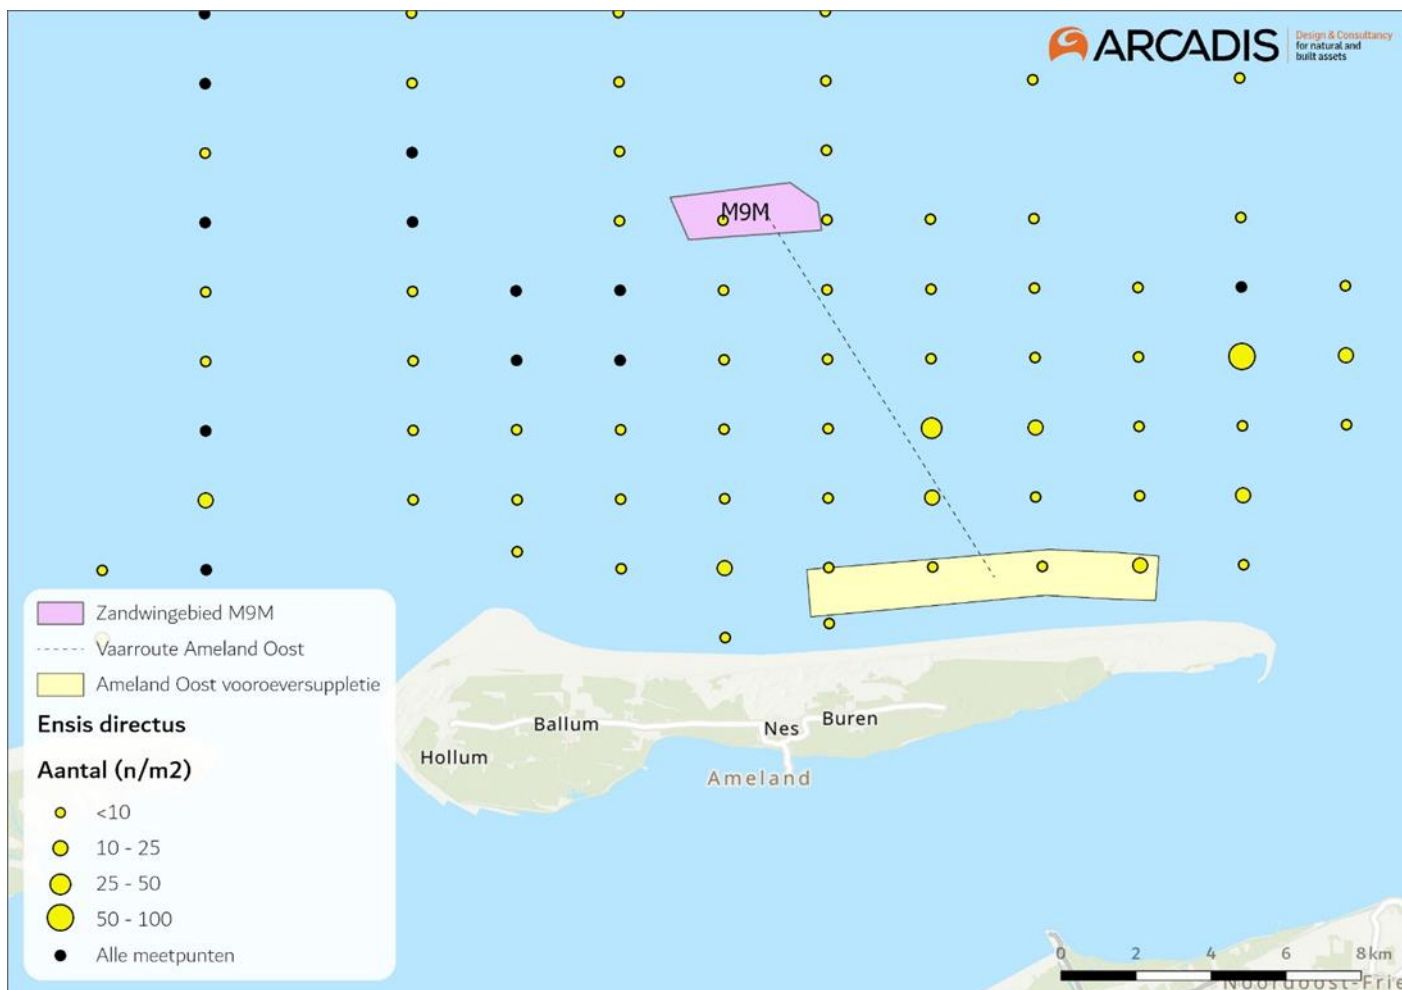 ARCADIS
Design & Consultancy
for natural and
built assets
M9M
Zandwingebied M9M
Vaarroute Ameland Oost
Ameland Oost vooroeversuppletie
Ensis directus
Aantal (n/m2)
<10
10 - 25
25 - 50
50 - 100
Alle meetpunten
Hollum
Ballum
Nes
Buren
Ameland
0 2 4 6 8 km
Noordoost-Frie